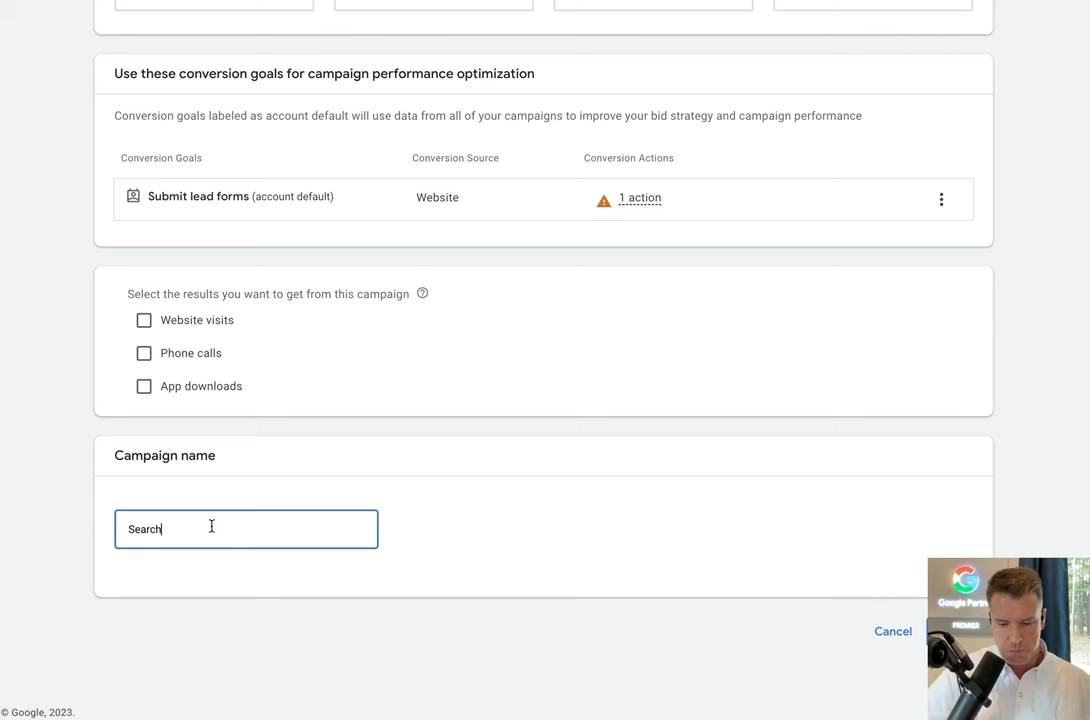 Use these conversion goals for campaign performance optimization
Conversion goals labeled as account default will use data from all of your campaigns to improve your bid strategy and campaign performance
Conversion Goals Conversion Source Conversion Actions
Submit lead forms (account default) Website 1 action
Select the results you want to get from this campaign
Website visits
Phone calls
App downloads
Campaign name
Search
Google Partn
PREMIER
Cancel
© Google, 2023.